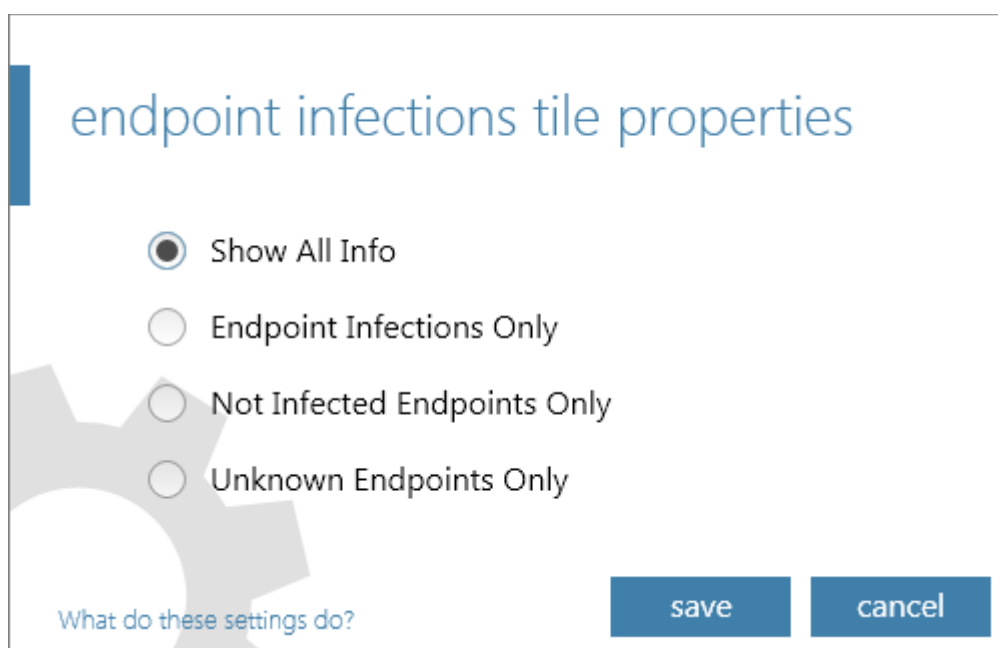 endpoint infections tile properties
Show All Info
Endpoint Infections Only
Not Infected Endpoints Only
Unknown Endpoints Only
What do these settings do?
save
cancel